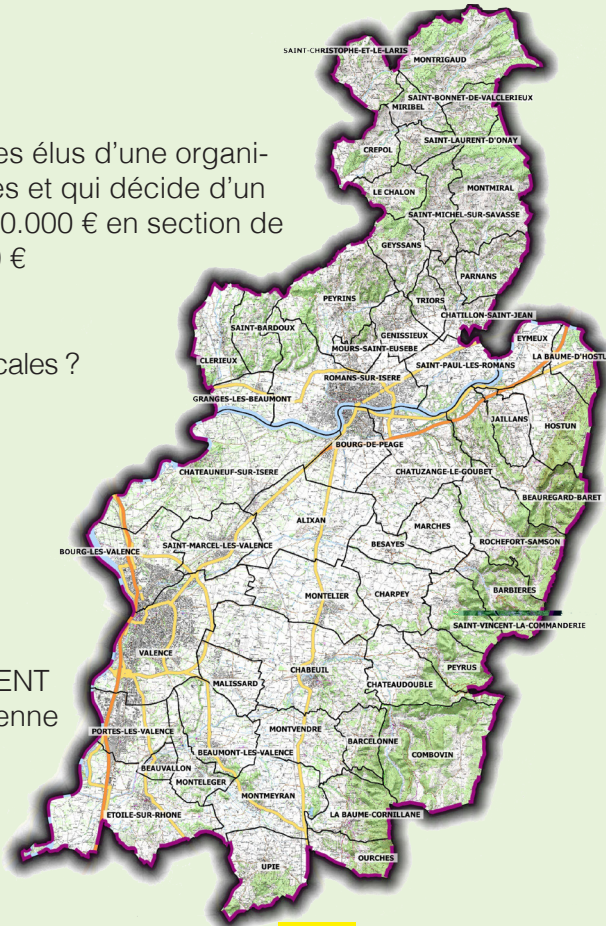 es élus d'une organi-
es et qui décide d'un
0.000 € en section de
0 €
cales ?
ENT
enne
SAINT-CHRISTOPHE-ET-LE-LARIS
MONTRIGAUD
SAINT-BONNET-DE-VALCLERIEUX
MIRIBEL
SAINT-LAURENT-D'ONAY
CREPOL
LE CHALON
MONTMIRAL
SAINT-MICHEL-SUR-SAVASSE
GEYSSANS
PARNANS
PEYRINS
TRIORS
CHATILLON-SAINT-JEAN
SAINT-BARDOUX
GENISSIEUX
EYMEUX
MOURS-SAINT-EUSEBE
CLERIEUX
SAINT-PAUL-LES-ROMANS
LA BAUME-D'HOSTU
ROMANS-SUR-ISERE
GRANGES-LES-BEAUMONT
JAILLANS
HOSTUN
BOURG-DE-PEAGE
CHATEAUNEUF-SUR-ISERE
CHATUZANGE-LE-GOUBET
BEAUREGARD-BARET
ALIXAN
MARCHES
SAINT-MARCEL-LES-VALENCE
BESAYES
ROCHEFORT-SAMSON
BOURG-LES-VALENCE
BARBIERES
MONTELIER
CHARPEY
SAINT-VINCENT-LA-COMMANDERIE
VALENCE
PEYRUS
CHABEUIL
MALISSARD
CHATEAUDOUBLE
PORTES-LES-VALENCE
MONTVENDRE
BARCELONNE
BEAUMONT-LES-VALENCE
COMBOVIN
BEAUVALLON
MONTELEGER
MONTMEYRAN
ETOILE-SUR-RHONE
LA BAUME-CORNILLANE
OURCHES
UPIE